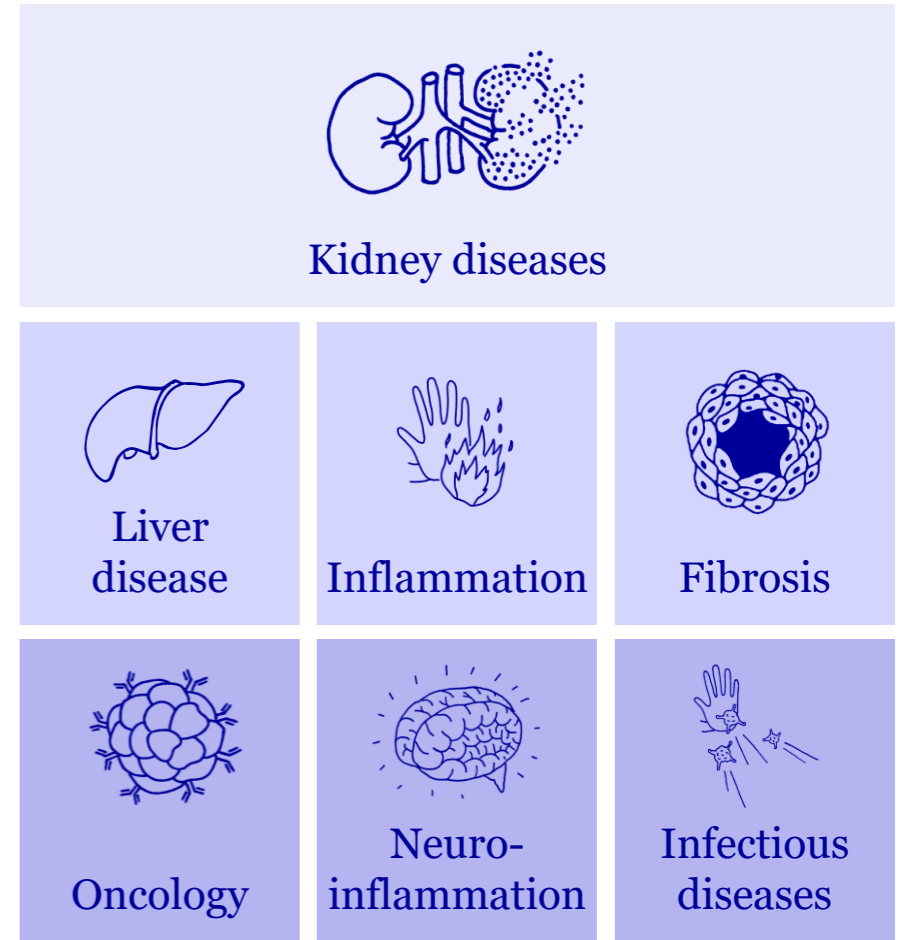 Kidney diseases
Liver
disease
Inflammation
Fibrosis
Oncology
Neuro-
inflammation
Infectious
diseases